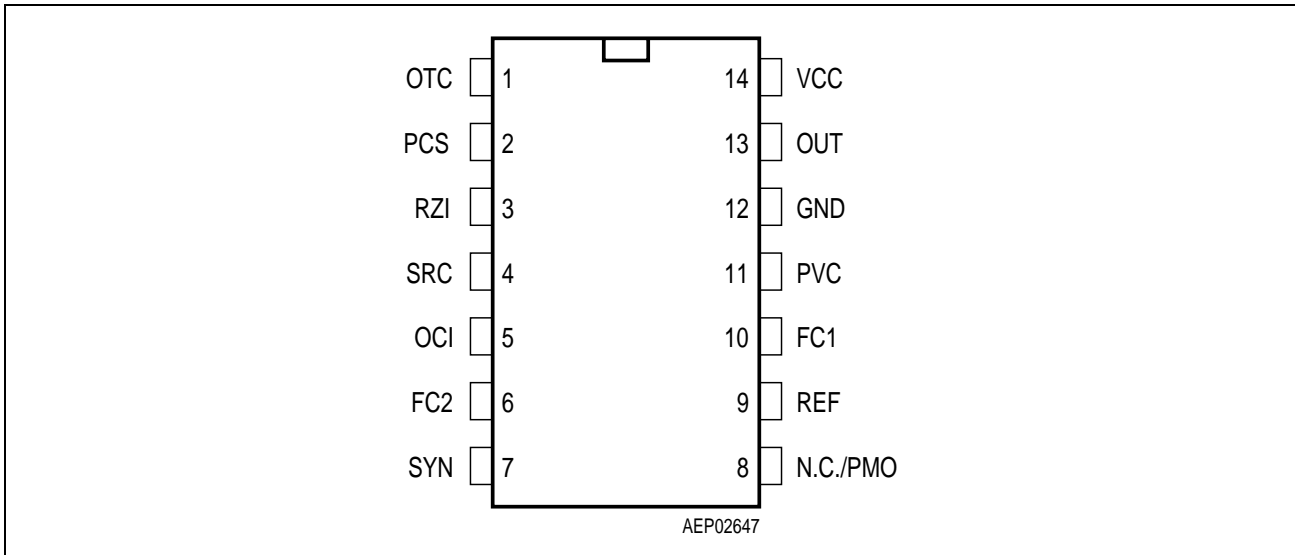 OTC 1 14 VCC
PCS 2 13 OUT
RZI 3 12 GND
SRC 4 11 PVC
OCI 5 10 FC1
FC2 6 9 REF
SYN 7 8 N.C./PMO
AEP02647